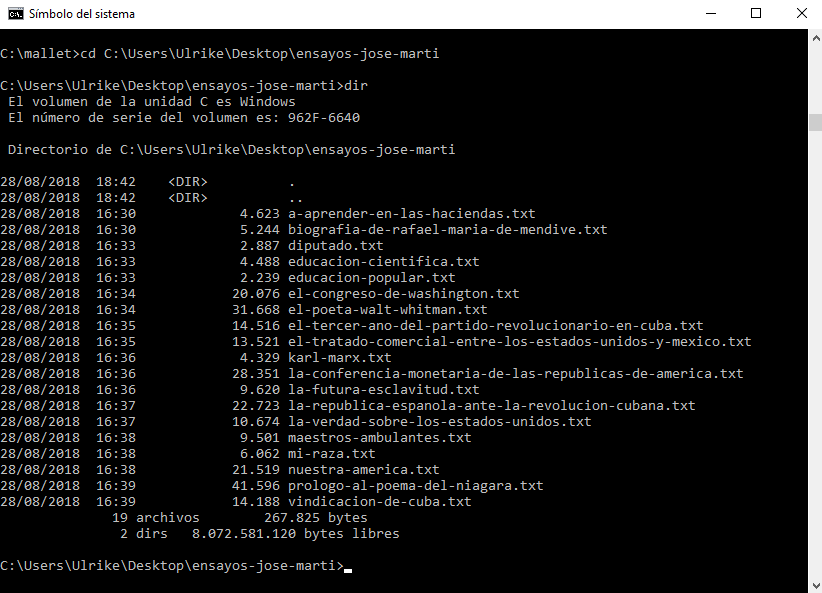 Símbolo del sistema
C:\mallet>cd C:\Users\Ulrike\Desktop\ensayos-jose-marti
C:\Users\Ulrike\Desktop\ensayos-jose-marti>dir
 El volumen de la unidad C es Windows
 El número de serie del volumen es: 962F-6640
 Directorio de C:\Users\Ulrike\Desktop\ensayos-jose-marti
28/08/2018  18:42    <DIR>          .
28/08/2018  18:42    <DIR>          ..
28/08/2018  16:30             4.623 a-aprender-en-las-haciendas.txt
28/08/2018  16:30             5.244 biografia-de-rafael-maria-de-mendive.txt
28/08/2018  16:33             2.887 diputado.txt
28/08/2018  16:33             4.488 educacion-cientifica.txt
28/08/2018  16:33             2.239 educacion-popular.txt
28/08/2018  16:34            20.076 el-congreso-de-washington.txt
28/08/2018  16:34            31.668 el-poeta-walt-whitman.txt
28/08/2018  16:35            14.516 el-tercer-ano-del-partido-revolucionario-en-cuba.txt
28/08/2018  16:35            13.521 el-tratado-comercial-entre-los-estados-unidos-y-mexico.txt
28/08/2018  16:36             4.329 karl-marx.txt
28/08/2018  16:36            28.351 la-conferencia-monetaria-de-las-republicas-de-america.txt
28/08/2018  16:36             9.620 la-futura-esclavitud.txt
28/08/2018  16:37            22.723 la-republica-espanola-ante-la-revolucion-cubana.txt
28/08/2018  16:37            10.674 la-verdad-sobre-los-estados-unidos.txt
28/08/2018  16:38             9.501 maestros-ambulantes.txt
28/08/2018  16:38             6.062 mi-raza.txt
28/08/2018  16:38            21.519 nuestra-america.txt
28/08/2018  16:39            41.596 prologo-al-poema-del-niagara.txt
28/08/2018  16:39            14.188 vindicacion-de-cuba.txt
              19 archivos        267.825 bytes
               2 dirs   8.072.581.120 bytes libres
C:\Users\Ulrike\Desktop\ensayos-jose-marti>